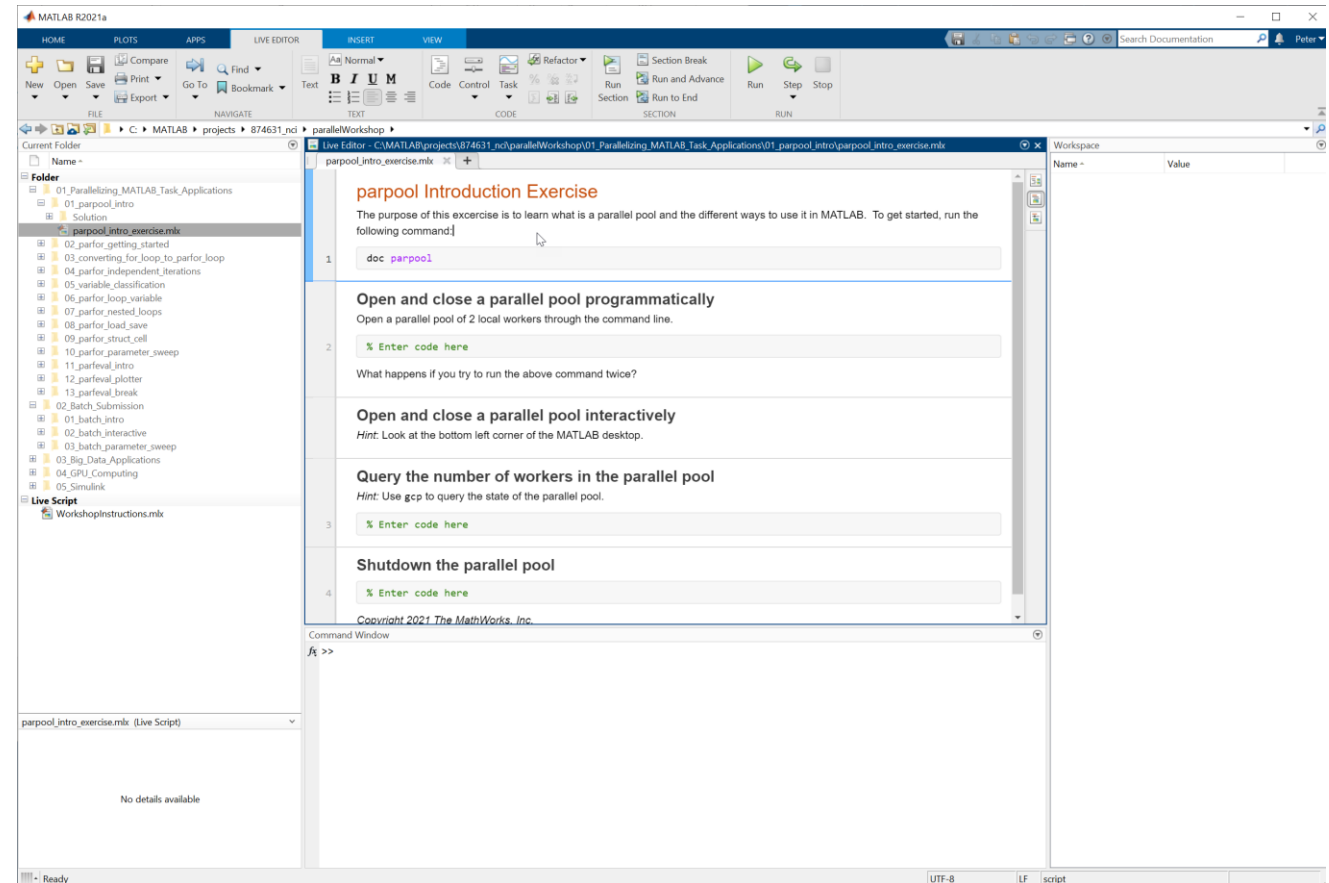 MATLAB R2021a
HOME PLOTS APPS LIVE EDITOR INSERT VIEW
Search Documentation
Peter
New
Open
Save
Compare
Print
Export
FILE
Go To
Find
Bookmark
NAVIGATE
Text
Aa Normal
B I U M
TEXT
Code
Control
Task
Refactor
CODE
Run Section
Section Break
Run and Advance
Run to End
SECTION
Run
Step
Stop
RUN
C: MATLAB projects 874631_nci parallelWorkshop
Current Folder
Name
Folder
01_Parallelizing_MATLAB_Task_Applications
01_parpool_intro
Solution
parpool_intro_exercise.mlx
02_parfor_getting_started
03_converting_for_loop_to_parfor_loop
04_parfor_independent_iterations
05_variable_classification
06_parfor_loop_variable
07_parfor_nested_loops
08_parfor_load_save
09_parfor_struct_cell
10_parfor_parameter_sweep
11_parfeval_intro
12_parfeval_plotter
13_parfeval_break
02_Batch_Submission
01_batch_intro
02_batch_interactive
03_batch_parameter_sweep
03_Big_Data_Applications
04_GPU_Computing
05_Simulink
Live Script
WorkshopInstructions.mlx
parpool_intro_exercise.mlx (Live Script)
No details available
Live Editor - C:\MATLAB\projects\874631_nci\parallelWorkshop\01_Parallelizing_MATLAB_Task_Applications\01_parpool_intro\parpool_intro_exercise.mlx
parpool_intro_exercise.mlx
parpool Introduction Exercise
The purpose of this excercise is to learn what is a parallel pool and the different ways to use it in MATLAB. To get started, run the
following command:
1 doc parpool
Open and close a parallel pool programmatically
Open a parallel pool of 2 local workers through the command line.
2 % Enter code here
What happens if you try to run the above command twice?
Open and close a parallel pool interactively
Hint: Look at the bottom left corner of the MATLAB desktop.
Query the number of workers in the parallel pool
Hint: Use gcp to query the state of the parallel pool.
3 % Enter code here
Shutdown the parallel pool
4 % Enter code here
Copyright 2021 The MathWorks, Inc.
Command Window
fx >>
Workspace
Name Value
Ready
UTF-8 LF script